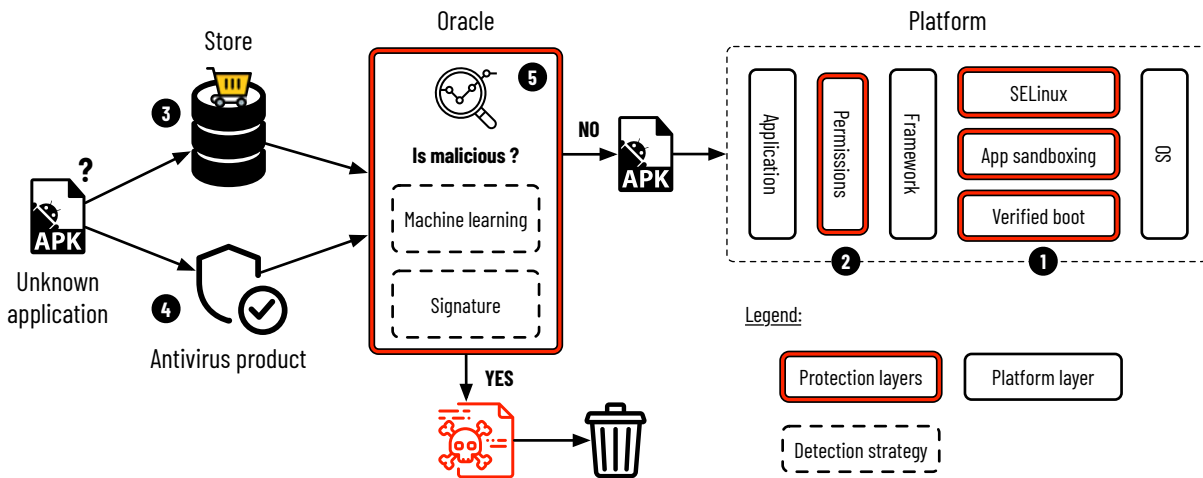 Store
3
?
APK
Unknown
application
4
Antivirus product
Oracle
5
Is malicious ?
Machine learning
Signature
NO
APK
YES
Platform
Application
Permissions
Framework
SELinux
App sandboxing
Verified boot
OS
2
1
Legend:
Protection layers
Platform layer
Detection strategy